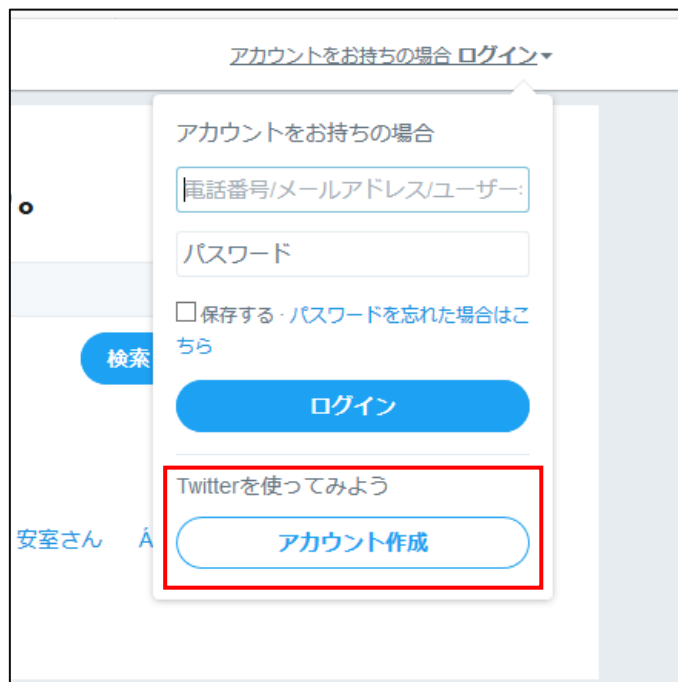 アカウントをお持ちの場合 ログイン
アカウントをお持ちの場合
電話番号/メールアドレス/ユーザー
。
パスワード
保存する · パスワードを忘れた場合はこ
ちら
検索
ログイン
Twitterを使ってみよう
安室さん
アカウント作成